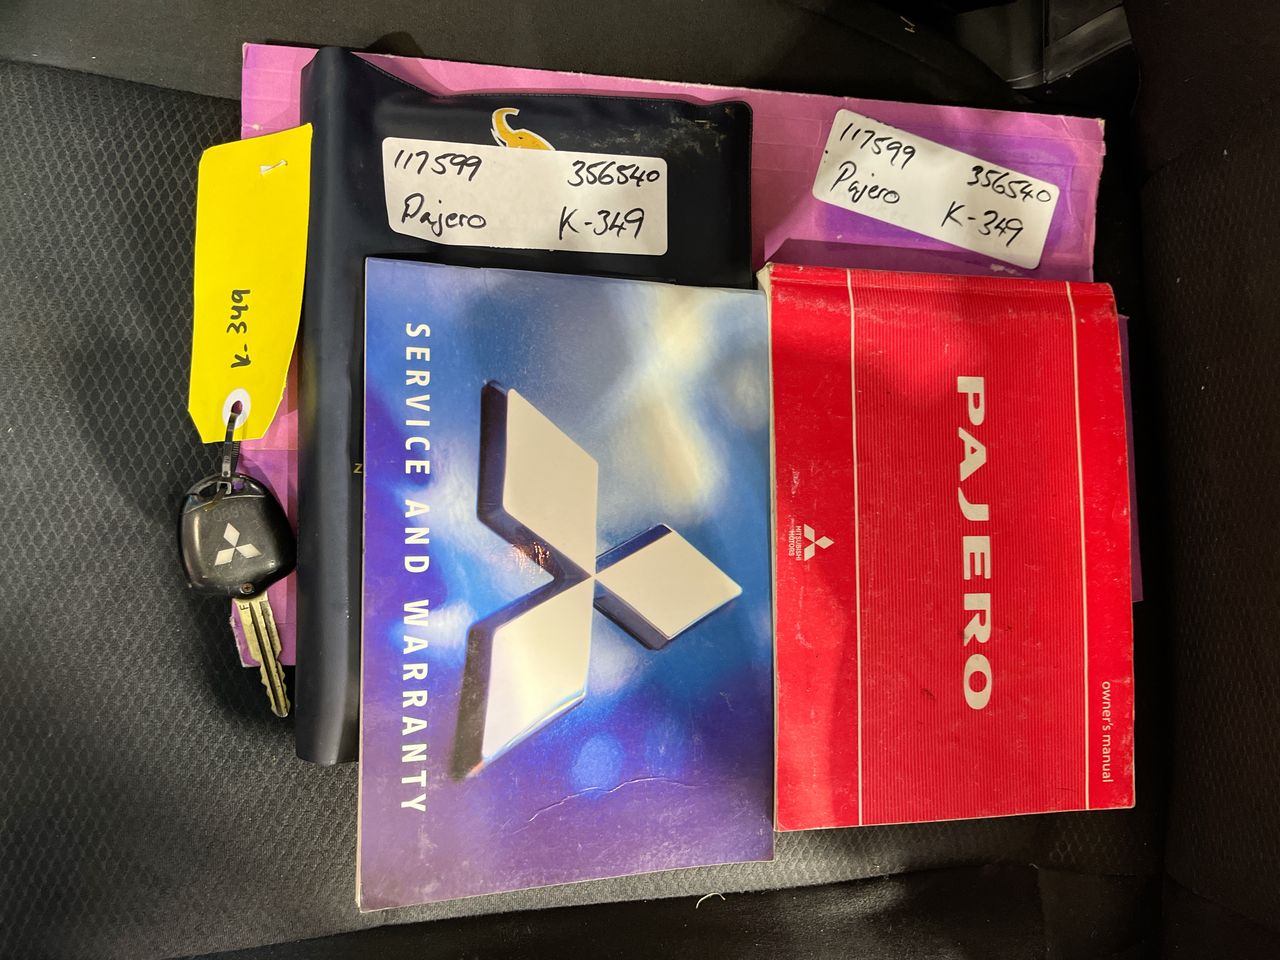 117599 356540
Pajero K-349
117599 356540
Pajero K-349
K-349
SERVICE AND WARRANTY
PAJERO
MITSUBISHI
MOTORS
owner's manual
Z
F